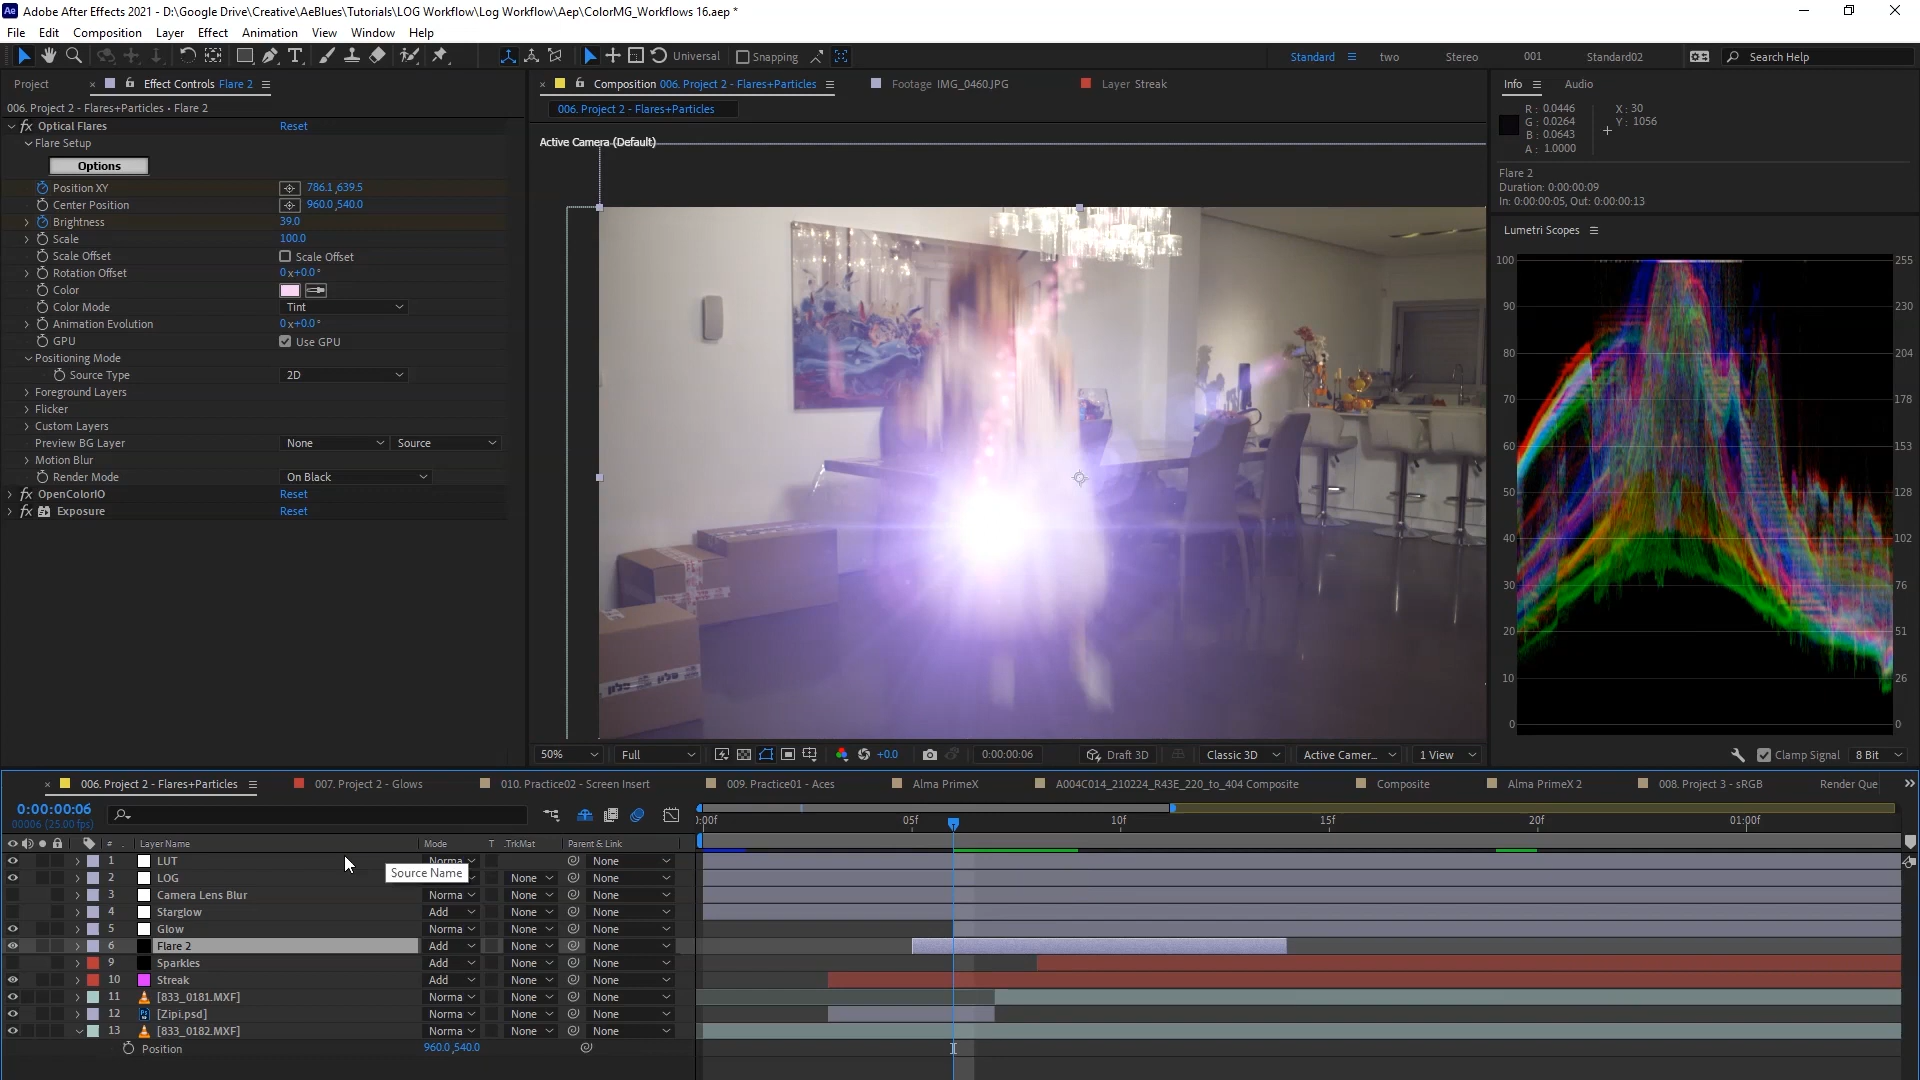 Adobe After Effects 2021 - D:\Google Drive\Creative\AeBlues\Tutorials\LOG Workflow\Log Workflow\Aep\ColorMG_Workflows 16.aep *
File Edit Composition Layer Effect Animation View Window Help
Universal Snapping Standard two Stereo 001 Standard02 Search Help
Project Effect Controls Flare 2
006. Project 2 - Flares+Particles • Flare 2
Optical Flares Reset
Flare Setup
Options
Position XY 786.1,639.5
Center Position 960.0,540.0
Brightness 39.0
Scale 100.0
Scale Offset Scale Offset
Rotation Offset 0x+0.0°
Color
Color Mode Tint
Animation Evolution 0x+0.0°
GPU Use GPU
Positioning Mode
Source Type 2D
Foreground Layers
Flicker
Custom Layers
Preview BG Layer None Source
Motion Blur
Render Mode On Black
OpenColorIO Reset
Exposure Reset
Composition 006. Project 2 - Flares+Particles Footage IMG_0460.JPG Layer Streak
006. Project 2 - Flares+Particles
Active Camera (Default)
50% Full +0.0 0:00:00:06 Draft 3D Classic 3D Active Camer... 1 View
Info Audio
R: 0.0446 X: 30
G: 0.0264 Y: 1056
B: 0.0643
A: 1.0000
Flare 2
Duration: 0:00:00:09
In: 0:00:00:05, Out: 0:00:00:13
Lumetri Scopes
100 255
90 230
80 204
70 178
60 153
50 128
40 102
30 76
20 51
10 26
0 0
Clamp Signal 8 Bit
006. Project 2 - Flares+Particles 007. Project 2 - Glows 010. Practice02 - Screen Insert 009. Practice01 - Aces Alma PrimeX A004C014_210224_R43E_220_to_404 Composite Composite Alma PrimeX 2 008. Project 3 - sRGB Render Que
0:00:00:06
00006 (25.00 fps)
):00f 05f 10f 15f 20f 01:00f
# Layer Name Mode T .TrkMat Parent & Link
1 LUT Norma None
Source Name
2 LOG None None
3 Camera Lens Blur Norma None None
4 Starglow Add None None
5 Glow Norma None None
6 Flare 2 Add None None
9 Sparkles Add None None
10 Streak Add None None
11 [833_0181.MXF] Norma None None
12 [Zipi.psd] Norma None None
13 [833_0182.MXF] Norma None None
Position 960.0,540.0